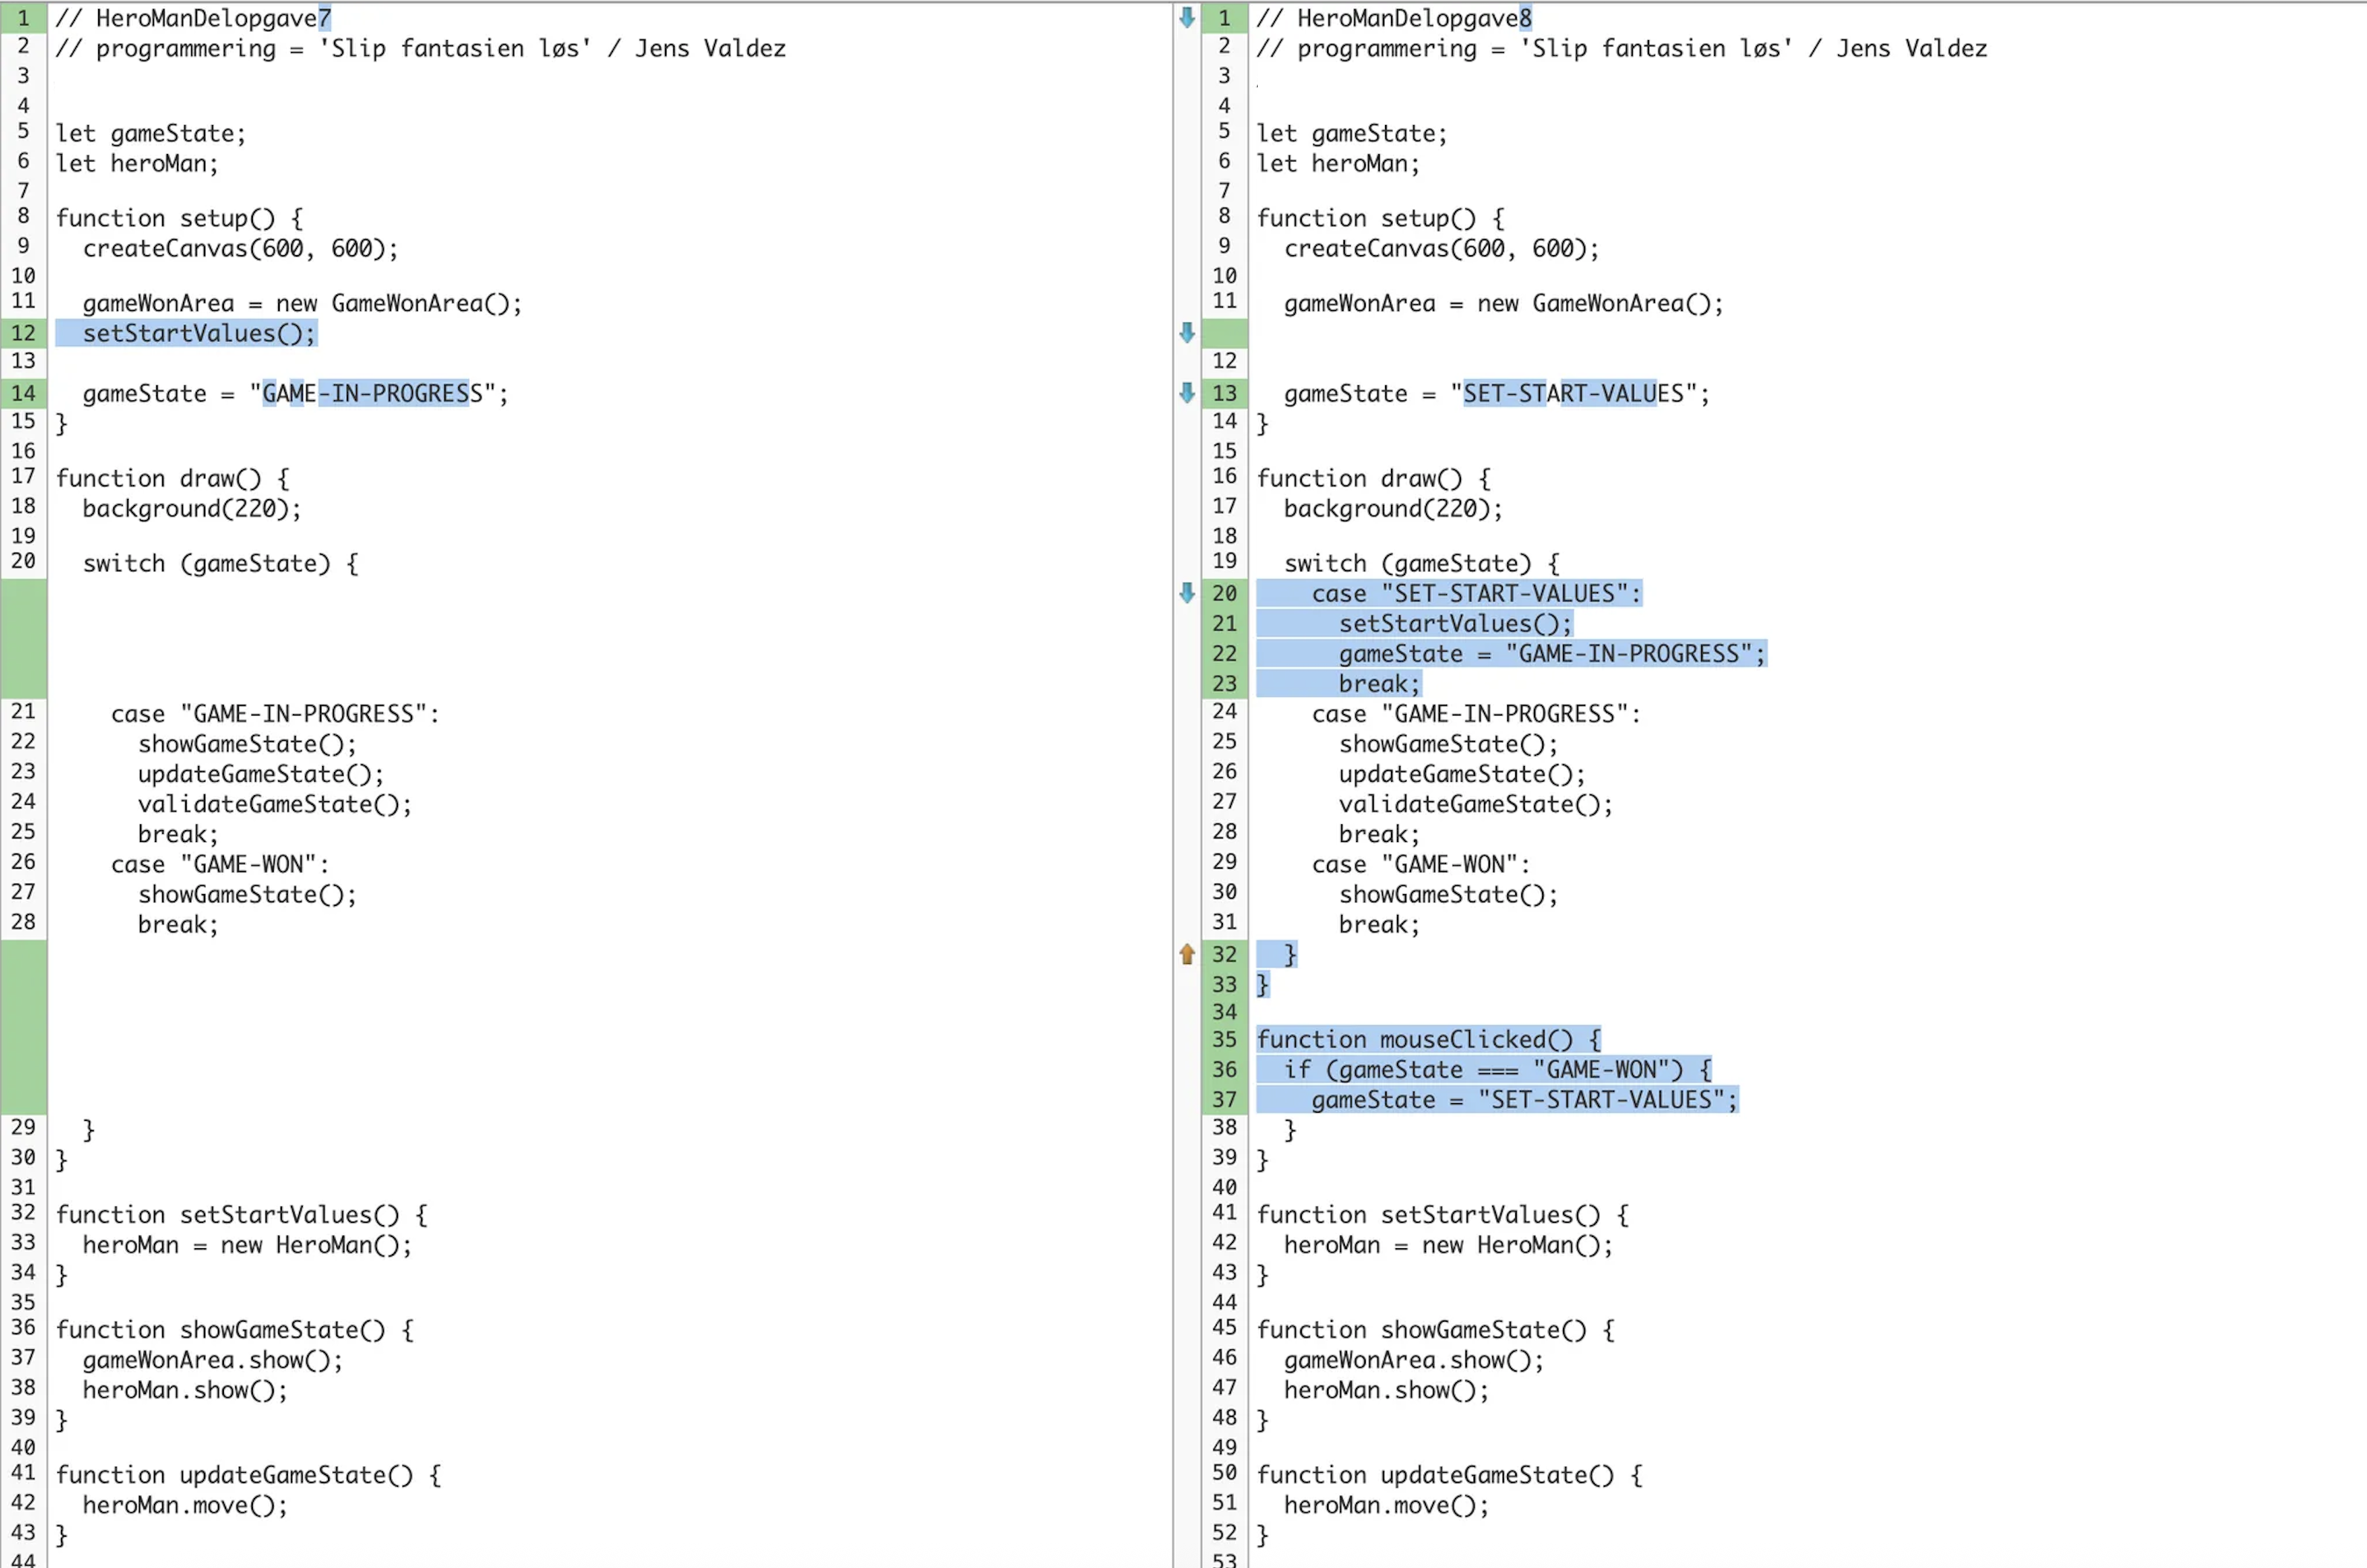 1 // HeroManDelopgave7
2 // programmering = 'Slip fantasien løs' / Jens Valdez
3
4
5 let gameState;
6 let heroMan;
7
8 function setup() {
9   createCanvas(600, 600);
10
11   gameWonArea = new GameWonArea();
12   setStartValues();
13
14   gameState = "GAME-IN-PROGRESS";
15 }
16
17 function draw() {
18   background(220);
19
20   switch (gameState) {
21     case "GAME-IN-PROGRESS":
22       showGameState();
23       updateGameState();
24       validateGameState();
25       break;
26     case "GAME-WON":
27       showGameState();
28       break;
29   }
30 }
31
32 function setStartValues() {
33   heroMan = new HeroMan();
34 }
35
36 function showGameState() {
37   gameWonArea.show();
38   heroMan.show();
39 }
40
41 function updateGameState() {
42   heroMan.move();
43 }
44
1 // HeroManDelopgave8
2 // programmering = 'Slip fantasien løs' / Jens Valdez
3
4
5 let gameState;
6 let heroMan;
7
8 function setup() {
9   createCanvas(600, 600);
10
11   gameWonArea = new GameWonArea();
12
13   gameState = "SET-START-VALUES";
14 }
15
16 function draw() {
17   background(220);
18
19   switch (gameState) {
20     case "SET-START-VALUES":
21       setStartValues();
22       gameState = "GAME-IN-PROGRESS";
23       break;
24     case "GAME-IN-PROGRESS":
25       showGameState();
26       updateGameState();
27       validateGameState();
28       break;
29     case "GAME-WON":
30       showGameState();
31       break;
32   }
33 }
34
35 function mouseClicked() {
36   if (gameState === "GAME-WON") {
37     gameState = "SET-START-VALUES";
38   }
39 }
40
41 function setStartValues() {
42   heroMan = new HeroMan();
43 }
44
45 function showGameState() {
46   gameWonArea.show();
47   heroMan.show();
48 }
49
50 function updateGameState() {
51   heroMan.move();
52 }
53